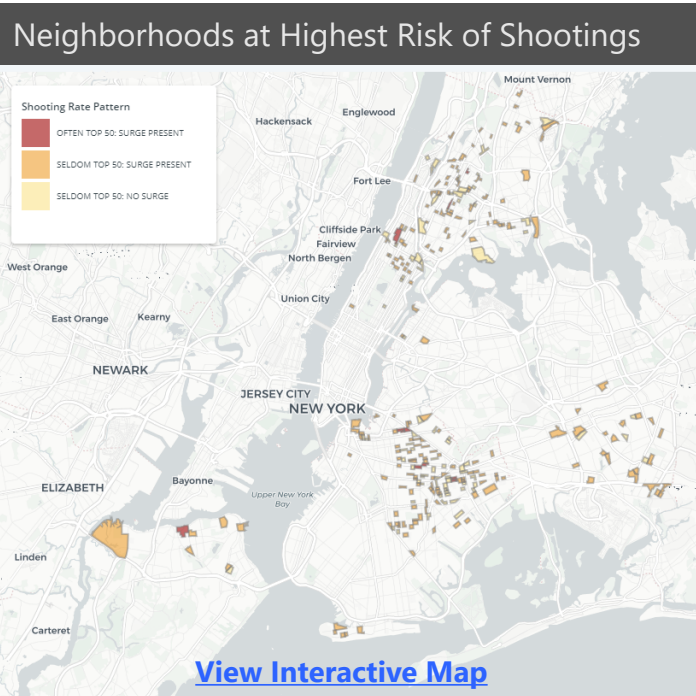 Neighborhoods at Highest Risk of Shootings
Mount Vernon
Shooting Rate Pattern
OFTEN TOP 50: SURGE PRESENT
SELDOM TOP 50: SURGE PRESENT
SELDOM TOP 50: NO SURGE
Englewood
Hackensack
Fort Lee
Cliffside Park
Fairview
North Bergen
West Orange
Union City
East Orange
Kearny
NEWARK
JERSEY CITY
NEW YORK
Bayonne
ELIZABETH
Upper New York
Bay
Linden
Carteret
View Interactive Map